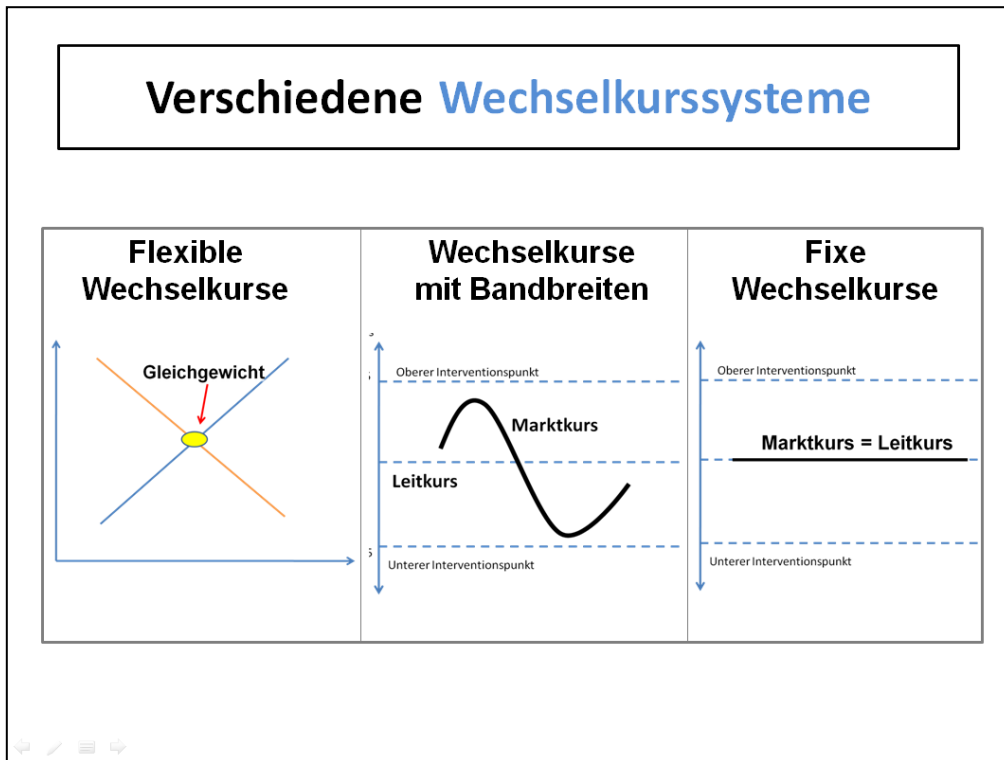 Verschiedene Wechselkurssysteme
Flexible
Wechselkurse
Gleichgewicht
Wechselkurse
mit Bandbreiten
Oberer Interventionspunkt
Marktkurs
Leitkurs
Unterer Interventionspunkt
Fixe
Wechselkurse
Oberer Interventionspunkt
Marktkurs = Leitkurs
Unterer Interventionspunkt